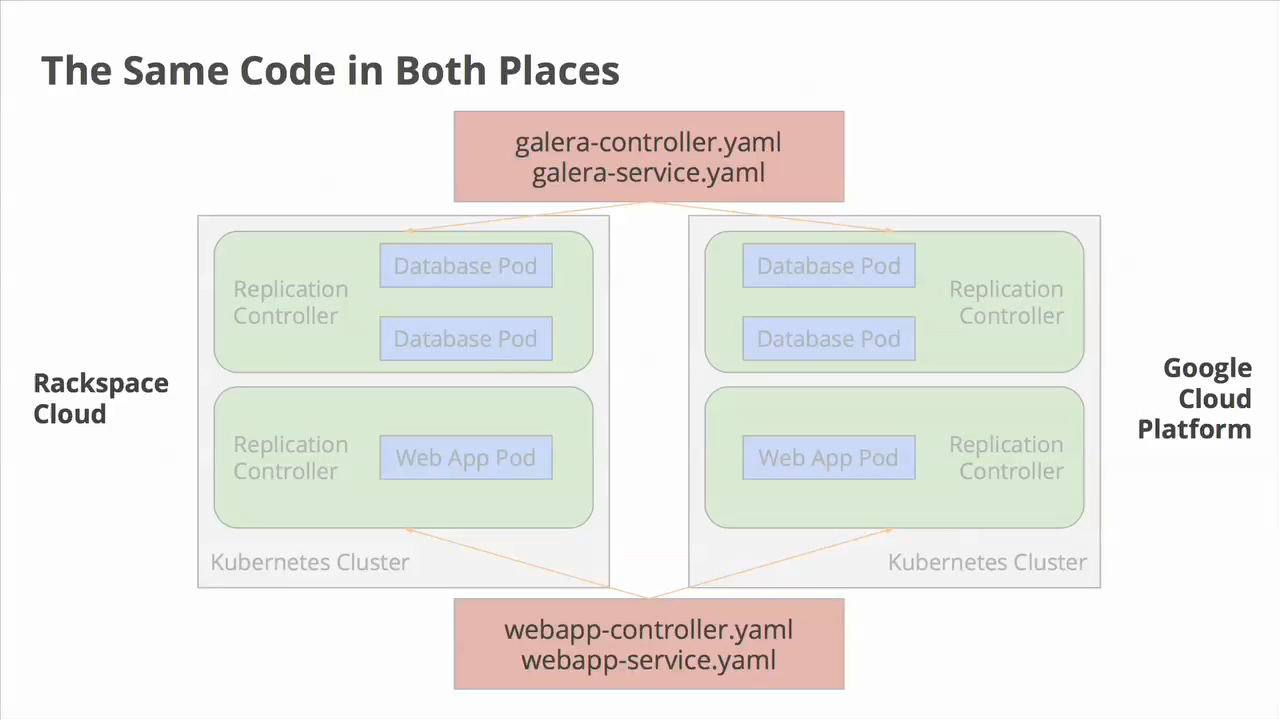 The Same Code in Both Places
galera-controller.yaml
galera-service.yaml
Rackspace
Cloud
Replication
Controller
Database Pod
Database Pod
Replication
Controller
Web App Pod
Kubernetes Cluster
Database Pod
Database Pod
Replication
Controller
Web App Pod
Replication
Controller
Kubernetes Cluster
Google
Cloud
Platform
webapp-controller.yaml
webapp-service.yaml